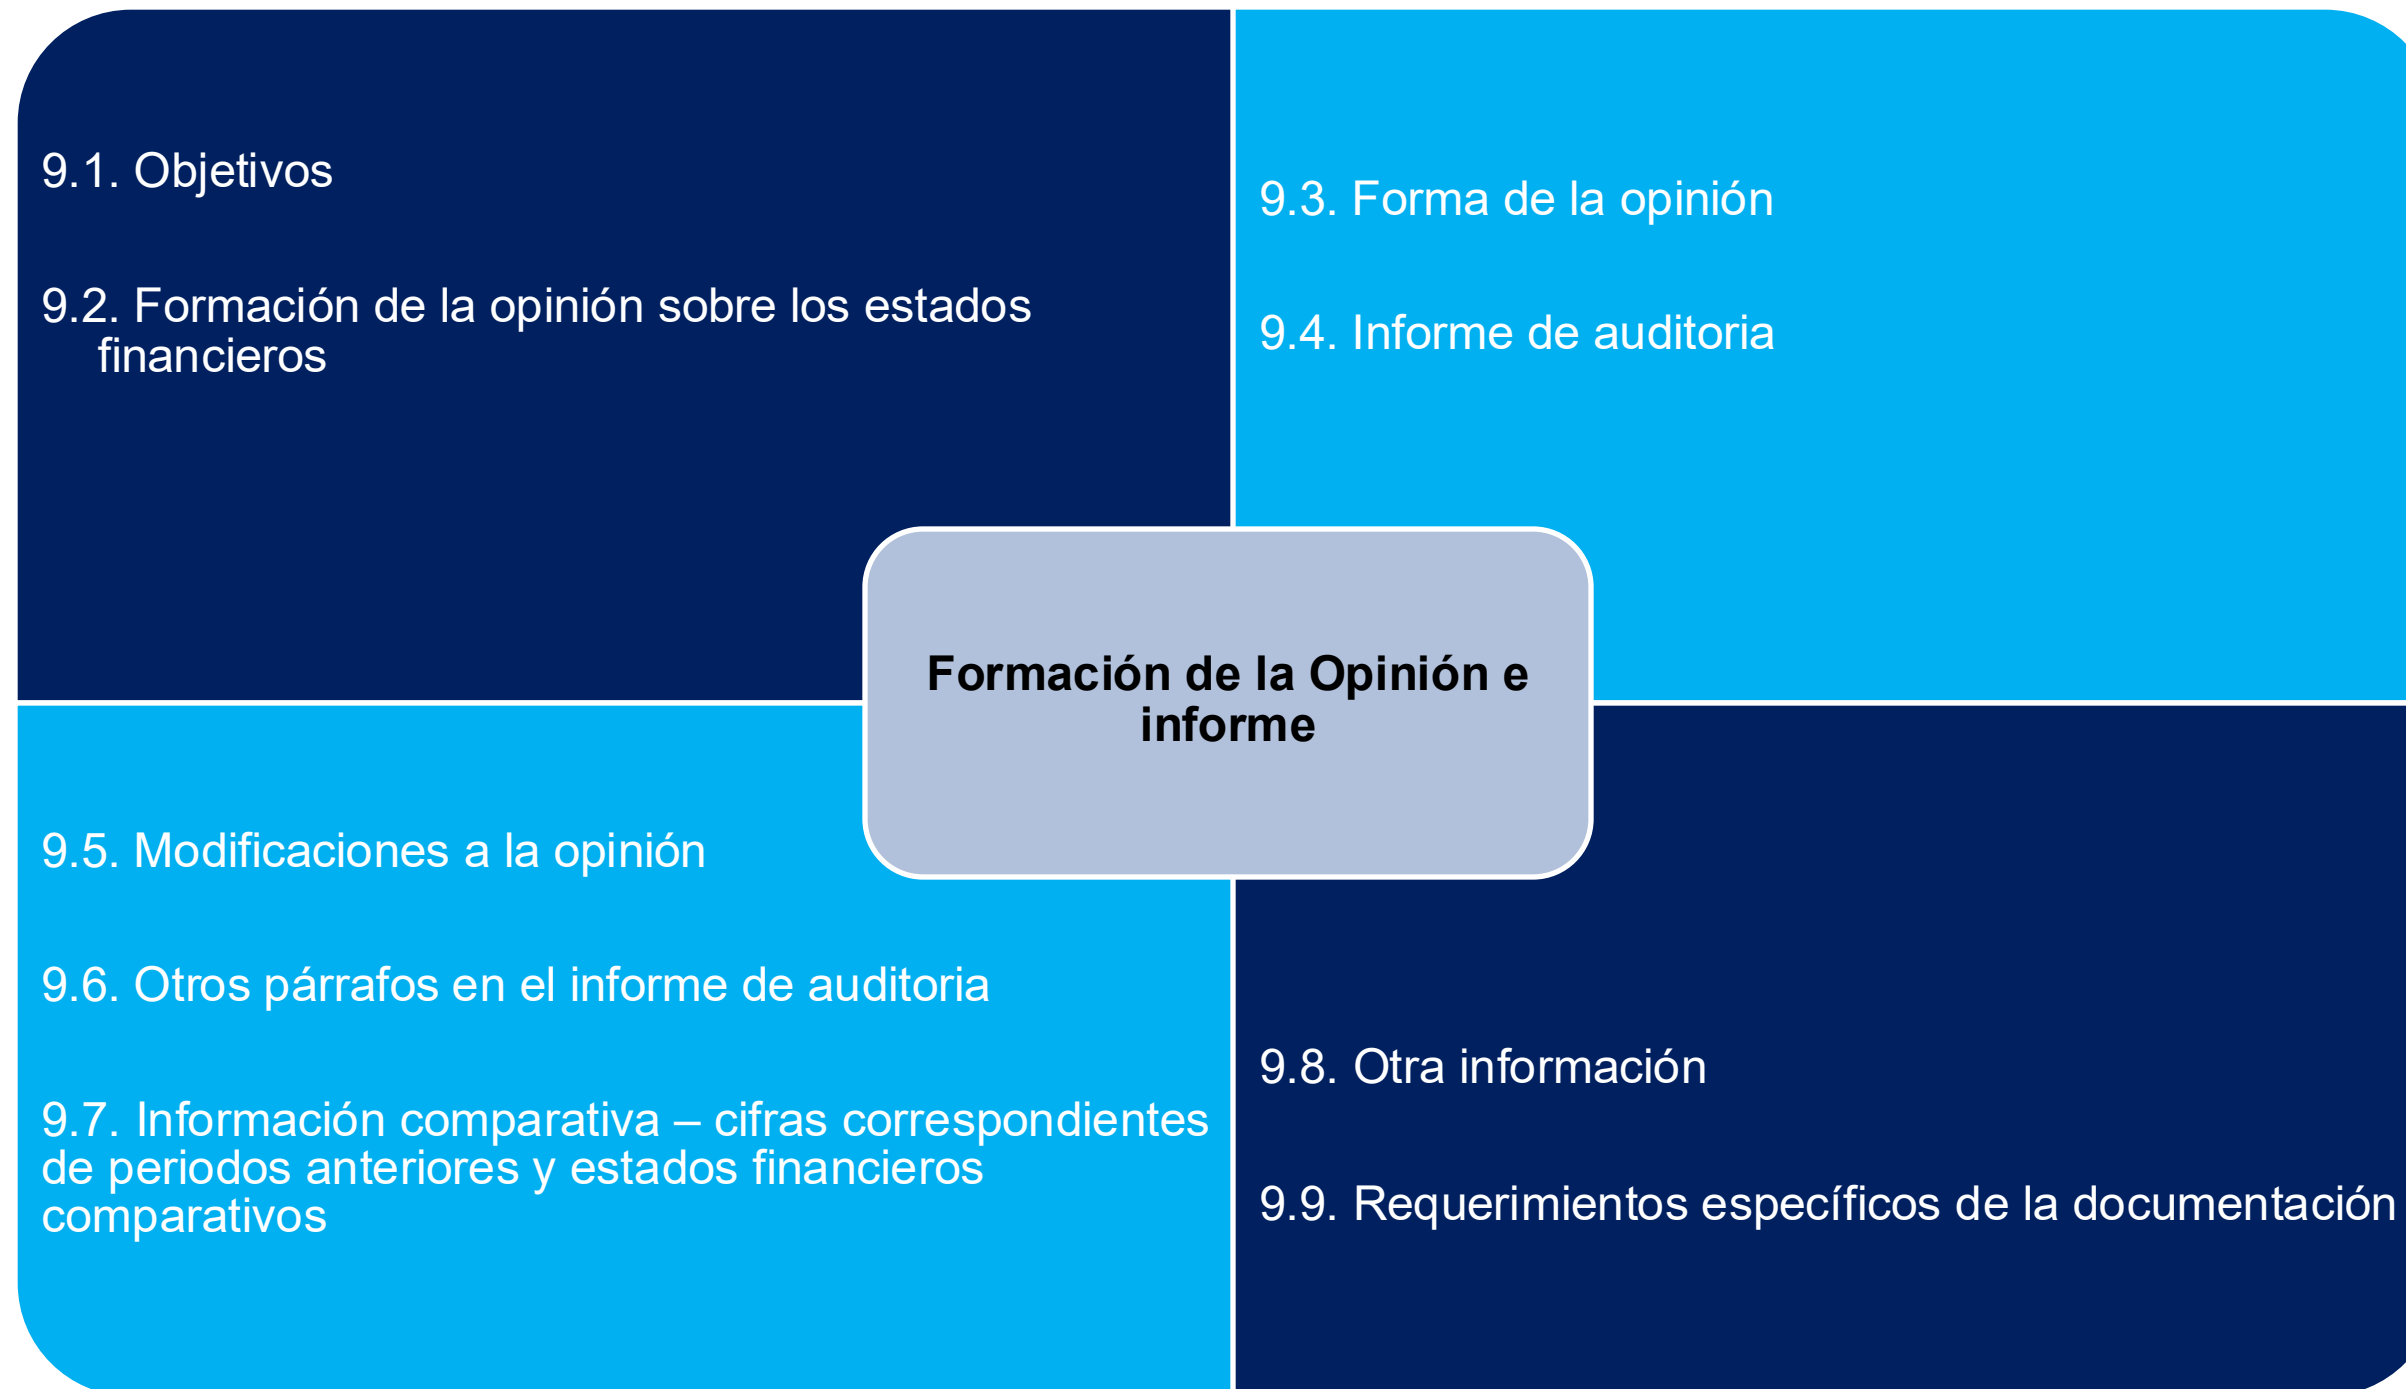 9.1. Objetivos
9.2. Formación de la opinión sobre los estados
financieros
9.3. Forma de la opinión
9.4. Informe de auditoria
Formación de la Opinión e
informe
9.5. Modificaciones a la opinión
9.6. Otros párrafos en el informe de auditoria
9.7. Información comparativa – cifras correspondientes
de periodos anteriores y estados financieros
comparativos
9.8. Otra información
9.9. Requerimientos específicos de la documentación